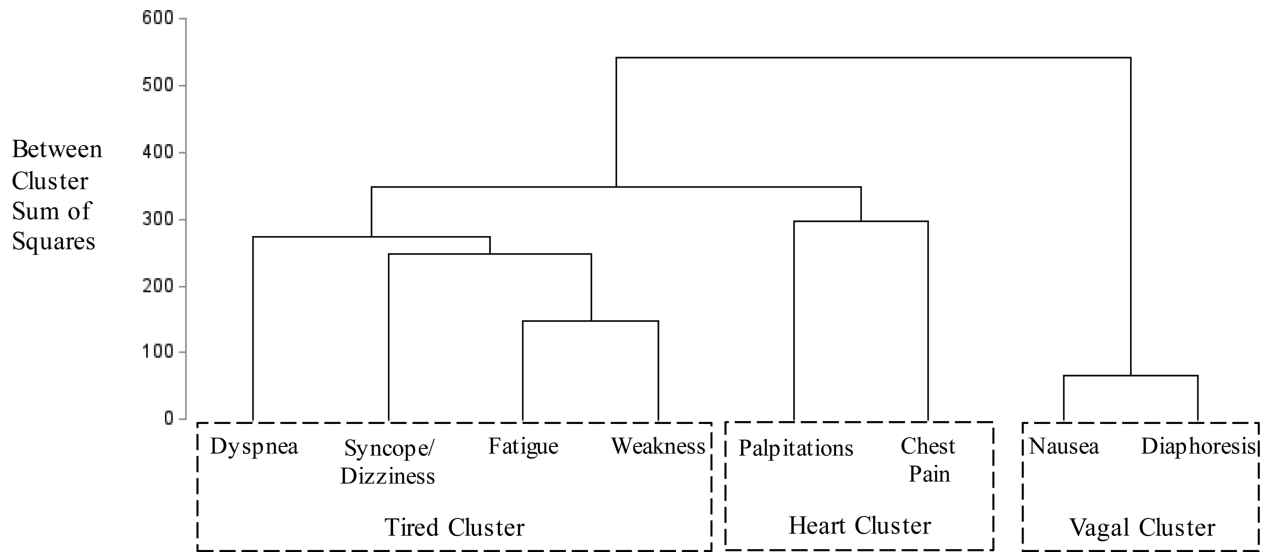 600
500
400
300
200
100
0
Between
Cluster
Sum of
Squares
Dyspnea
Syncope/
Dizziness
Fatigue
Weakness
Palpitations
Chest
Pain
Nausea
Diaphoresis
Tired Cluster
Heart Cluster
Vagal Cluster